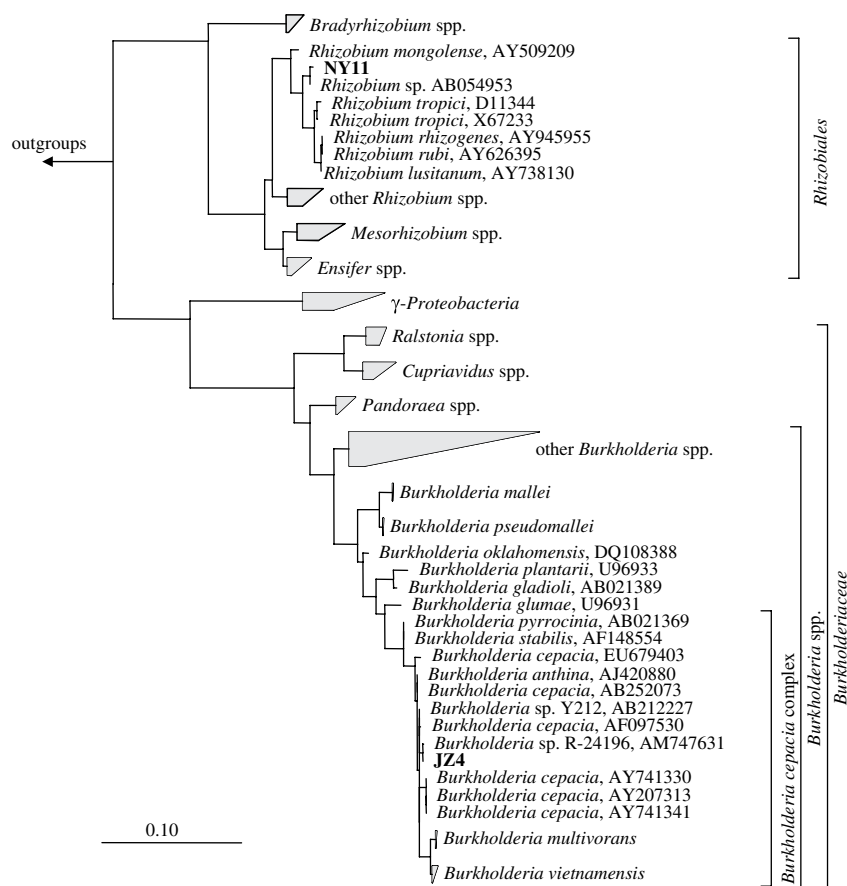 Bradyrhizobium spp.
Rhizobium mongolense, AY509209
NY11
Rhizobium sp. AB054953
Rhizobium tropici, D11344
Rhizobium tropici, X67233
Rhizobium rhizogenes, AY945955
Rhizobium rubi, AY626395
Rhizobium lusitanum, AY738130
other Rhizobium spp.
Mesorhizobium spp.
Ensifer spp.
outgroups
Rhizobiales
γ-Proteobacteria
Ralstonia spp.
Cupriavidus spp.
Pandoraea spp.
other Burkholderia spp.
Burkholderia mallei
Burkholderia pseudomallei
Burkholderia oklahomensis, DQ108388
Burkholderia plantarii, U96933
Burkholderia gladioli, AB021389
Burkholderia glumae, U96931
Burkholderia pyrrocinia, AB021369
Burkholderia stabilis, AF148554
Burkholderia cepacia, EU679403
Burkholderia anthina, AJ420880
Burkholderia cepacia, AB252073
Burkholderia sp. Y212, AB212227
Burkholderia cepacia, AF097530
Burkholderia sp. R-24196, AM747631
JZ4
Burkholderia cepacia, AY741330
Burkholderia cepacia, AY207313
Burkholderia cepacia, AY741341
Burkholderia multivorans
Burkholderia vietnamensis
0.10
Burkholderia cepacia complex
Burkholderia spp.
Burkholderiaceae